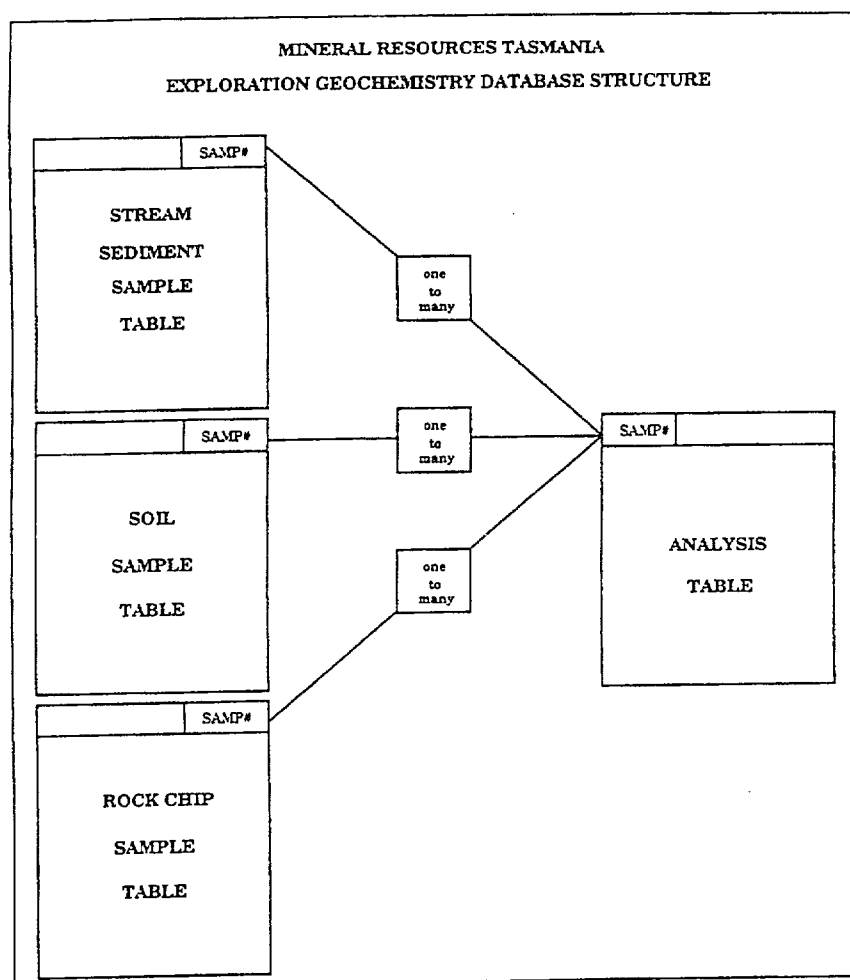 MINERAL RESOURCES TASMANIA
EXPLORATION GEOCHEMISTRY DATABASE STRUCTURE
SAMP#
STREAM
SEDIMENT
SAMPLE
TABLE
one
to
many
SAMP#
SOIL
SAMPLE
TABLE
one
to
many
SAMP#
ANALYSIS
TABLE
one
to
many
SAMP#
ROCK CHIP
SAMPLE
TABLE